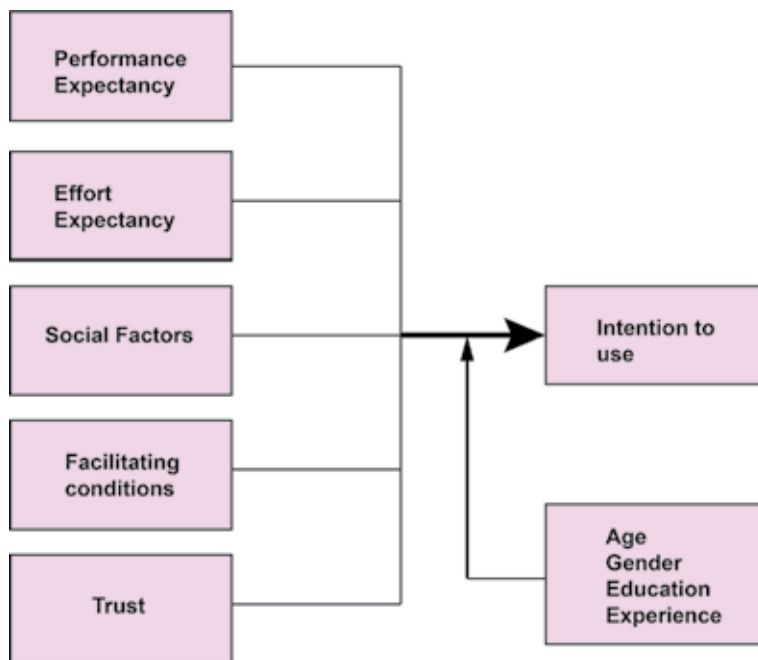 Performance
Expectancy
Effort
Expectancy
Social Factors
Intention to
use
Facilitating
conditions
Age
Gender
Education
Experience
Trust